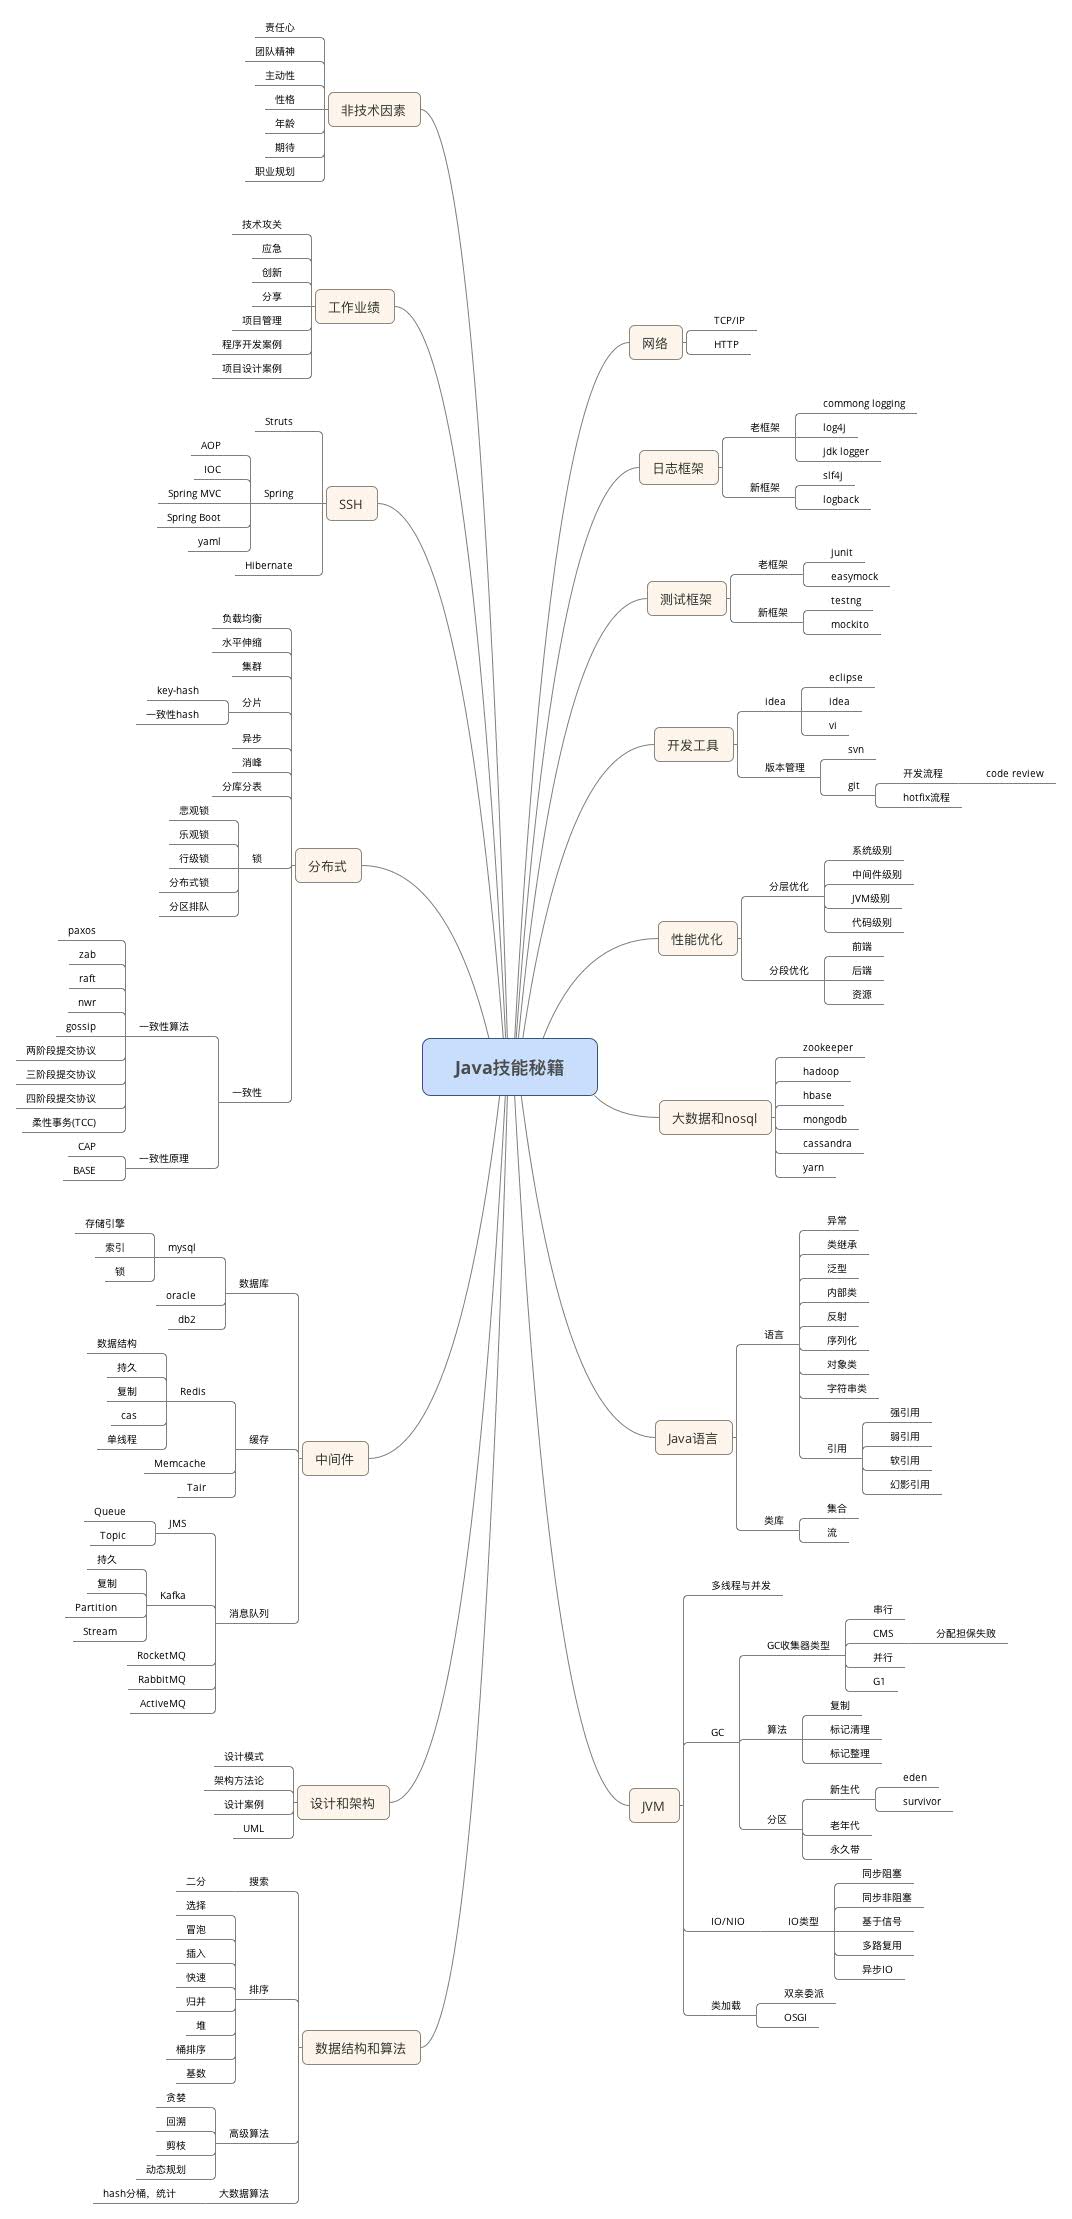 Java技能秘籍
非技术因素
责任心
团队精神
主动性
性格
年龄
期待
职业规划
工作业绩
技术攻关
应急
创新
分享
项目管理
程序开发案例
项目设计案例
SSH
Struts
Spring
AOP
IOC
Spring MVC
Spring Boot
yaml
Hibernate
分布式
负载均衡
水平伸缩
集群
分片
key-hash
一致性hash
异步
消峰
分库分表
锁
悲观锁
乐观锁
行级锁
分布式锁
分区排队
一致性
一致性算法
paxos
zab
raft
nwr
gossip
两阶段提交协议
三阶段提交协议
四阶段提交协议
柔性事务(TCC)
一致性原理
CAP
BASE
中间件
数据库
mysql
存储引擎
索引
锁
oracle
db2
缓存
Redis
数据结构
持久
复制
cas
单线程
Memcache
Tair
消息队列
JMS
Queue
Topic
Kafka
持久
复制
Partition
Stream
RocketMQ
RabbitMQ
ActiveMQ
设计和架构
设计模式
架构方法论
设计案例
UML
数据结构和算法
搜索
二分
排序
选择
冒泡
插入
快速
归并
堆
桶排序
基数
高级算法
贪婪
回溯
剪枝
动态规划
大数据算法
hash分桶，统计
网络
TCP/IP
HTTP
日志框架
老框架
commong logging
log4j
jdk logger
新框架
slf4j
logback
测试框架
老框架
junit
easymock
新框架
testng
mockito
开发工具
idea
eclipse
idea
vi
版本管理
svn
git
开发流程
code review
hotfix流程
性能优化
分层优化
系统级别
中间件级别
JVM级别
代码级别
分段优化
前端
后端
资源
大数据和nosql
zookeeper
hadoop
hbase
mongodb
cassandra
yarn
Java语言
语言
异常
类继承
泛型
内部类
反射
序列化
对象类
字符串类
引用
强引用
弱引用
软引用
幻影引用
类库
集合
流
JVM
多线程与并发
GC
GC收集器类型
串行
CMS
分配担保失败
并行
G1
算法
复制
标记清理
标记整理
分区
新生代
eden
survivor
老年代
永久带
IO/NIO
IO类型
同步阻塞
同步非阻塞
基于信号
多路复用
异步IO
类加载
双亲委派
OSGI